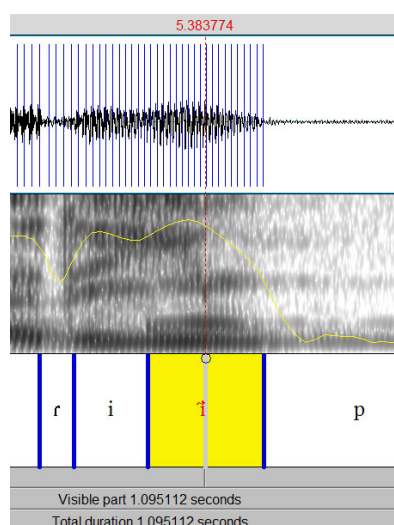 5.383774
ɾ i p
Visible part 1.095112 seconds
Total duration 1.095112 seconds